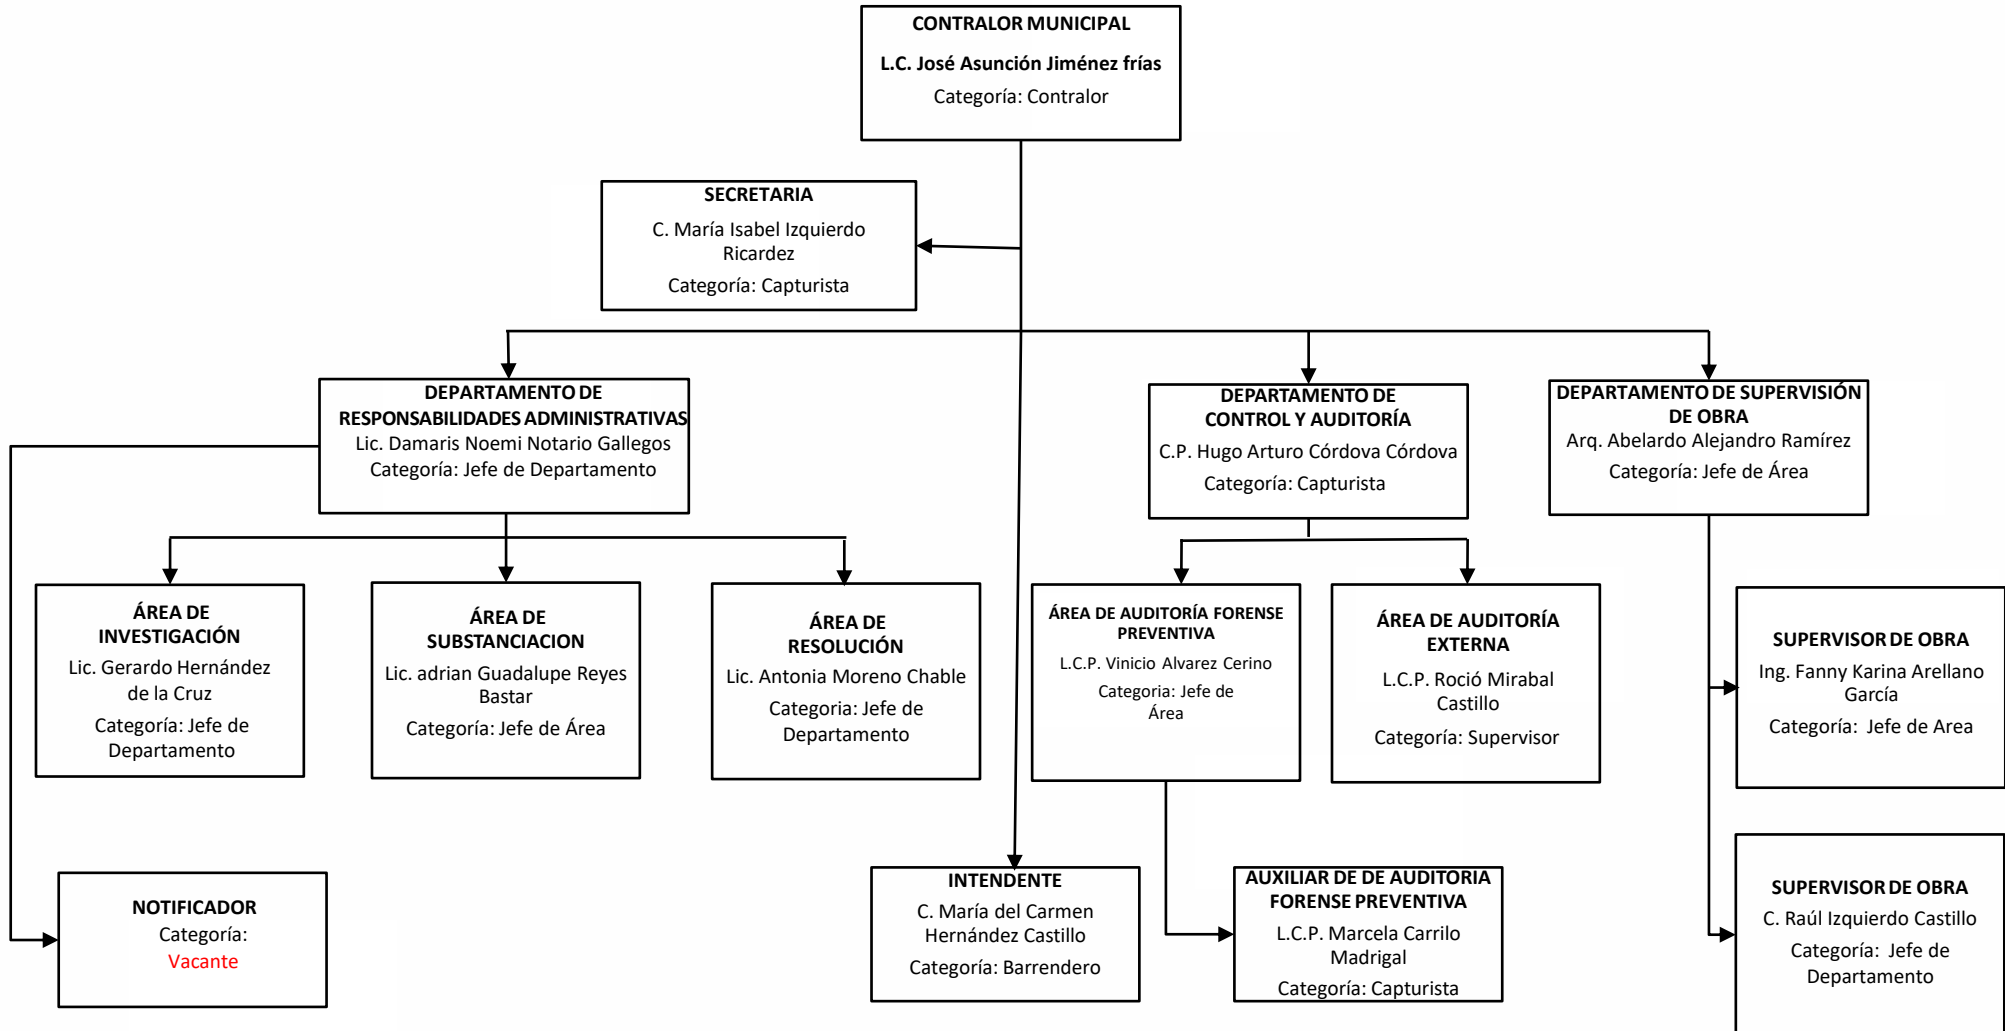 CONTRALOR MUNICIPAL
L.C. José Asunción Jiménez frías
Categoría: Contralor
SECRETARIA
C. María Isabel Izquierdo
Ricardez
Categoría: Capturista
DEPARTAMENTO DE
RESPONSABILIDADES ADMINISTRATIVAS
Lic. Damaris Noemi Notario Gallegos
Categoría: Jefe de Departamento
DEPARTAMENTO DE
CONTROL Y AUDITORÍA
C.P. Hugo Arturo Córdova Córdova
Categoría: Capturista
DEPARTAMENTO DE SUPERVISIÓN
DE OBRA
Arq. Abelardo Alejandro Ramírez
Categoría: Jefe de Área
ÁREA DE
INVESTIGACIÓN
Lic. Gerardo Hernández
de la Cruz
Categoría: Jefe de
Departamento
ÁREA DE
SUBSTANCIACION
Lic. adrian Guadalupe Reyes
Bastar
Categoría: Jefe de Área
ÁREA DE
RESOLUCIÓN
Lic. Antonia Moreno Chable
Categoria: Jefe de
Departamento
ÁREA DE AUDITORÍA FORENSE
PREVENTIVA
L.C.P. Vinicio Alvarez Cerino
Categoria: Jefe de
Área
ÁREA DE AUDITORÍA
EXTERNA
L.C.P. Roció Mirabal
Castillo
Categoría: Supervisor
SUPERVISOR DE OBRA
Ing. Fanny Karina Arellano
García
Categoría: Jefe de Area
NOTIFICADOR
Categoría:
Vacante
INTENDENTE
C. María del Carmen
Hernández Castillo
Categoría: Barrendero
AUXILIAR DE DE AUDITORIA
FORENSE PREVENTIVA
L.C.P. Marcela Carrilo
Madrigal
Categoría: Capturista
SUPERVISOR DE OBRA
C. Raúl Izquierdo Castillo
Categoría: Jefe de
Departamento